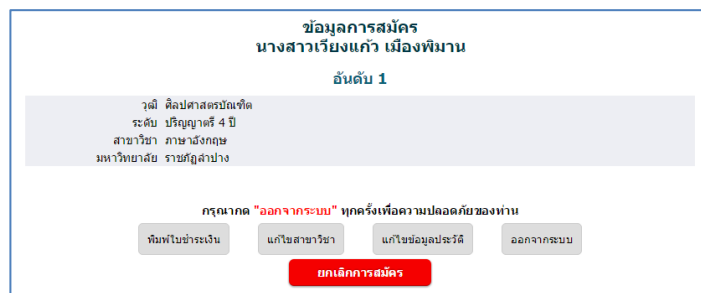 ข้อมูลการสมัคร
นางสาวเวียงแก้ว เมืองพิมาน
อันดับ 1
วุฒิ ศิลปศาสตรบัณฑิต
ระดับ ปริญญาตรี 4 ปี
สาขาวิชา ภาษาอังกฤษ
มหาวิทยาลัย ราชภัฏลำปาง
กรุณากด "ออกจากระบบ" ทุกครั้งเพื่อความปลอดภัยของท่าน
พิมพ์ใบชำระเงิน แก้ไขสาขาวิชา แก้ไขข้อมูลประวัติ ออกจากระบบ
ยกเลิกการสมัคร